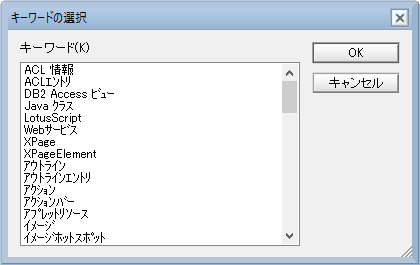 キーワードの選択
キーワード(K)
OK
キャンセル
ACL 情報
ACLエントリ
DB2 Access ビュー
Java クラス
LotusScript
Webサービス
XPage
XPageElement
アウトライン
アウトラインエントリ
アクション
アクションバー
アプレットリソース
イメージ
イメージホットスポット